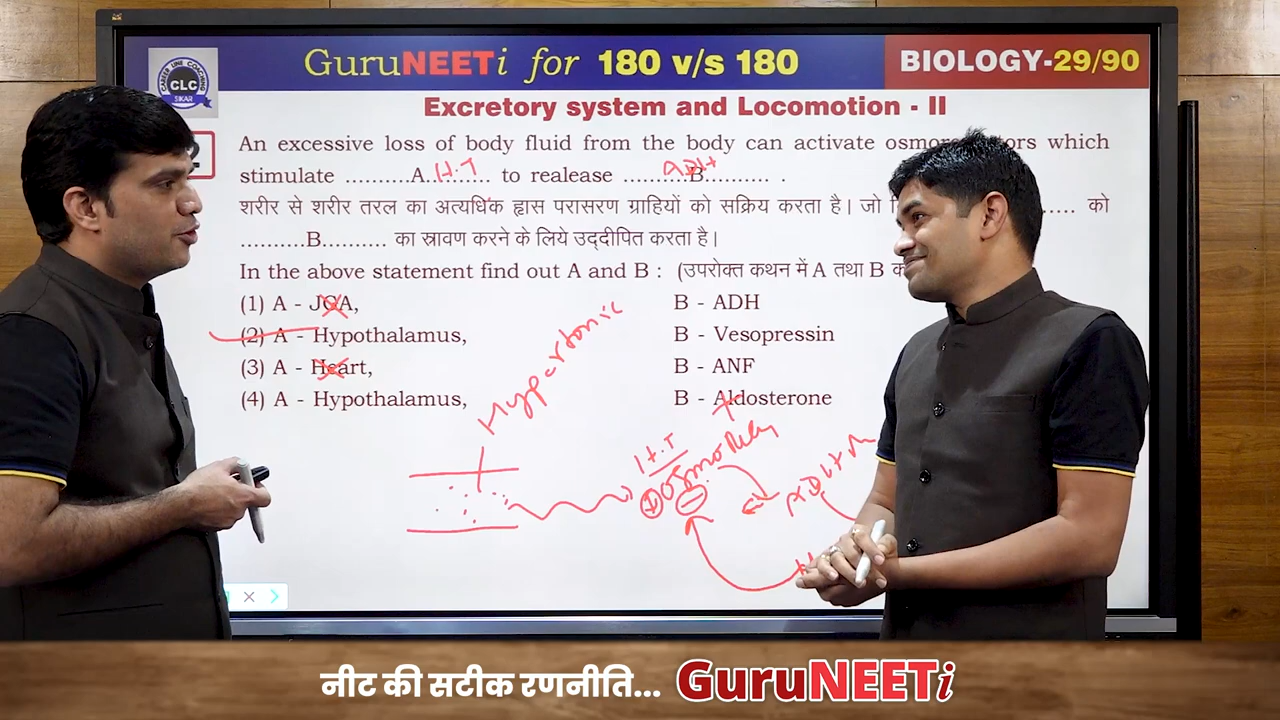 GuruNEETi for 180 v/s 180
BIOLOGY-29/90
CLC
SIKAR
Excretory system and Locomotion - II
2
An excessive loss of body fluid from the body can activate which
stimulate ..........A.......... to realease ..........B.......... .
H.T
ADH
शरीर से शरीर तरल का अत्यधिक ह्रास परासरण ग्राहियों को सक्रिय करता है। जो को
..........B.......... का स्रावण करने के लिये उद्दीपित करता है।
In the above statement find out A and B : (उपरोक्त कथन में A तथा B
(1) A - JGA, B - ADH
(2) A - Hypothalamus, B - Vesopressin
(3) A - Heart, B - ANF
(4) A - Hypothalamus, B - Aldosterone
H.T
नीट की सटीक रणनीति... GuruNEETi